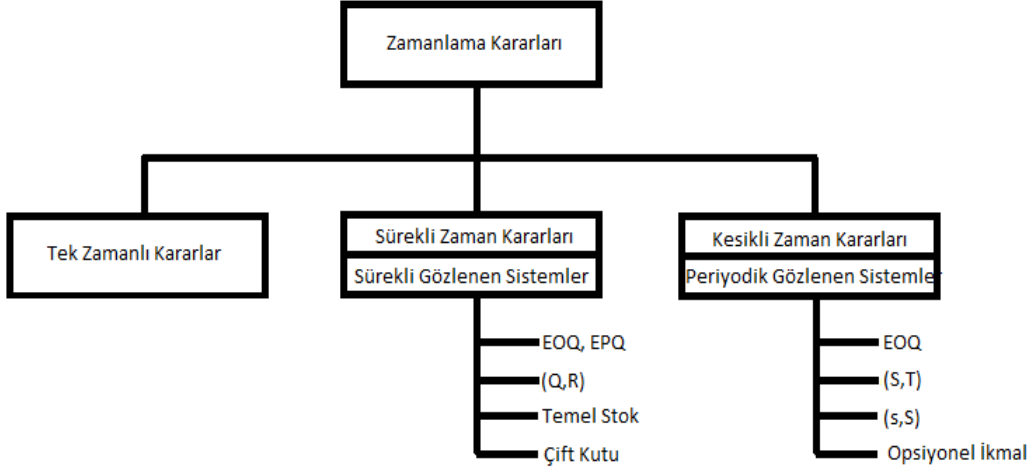 Zamanlama Kararları
Tek Zamanlı Kararlar
Sürekli Zaman Kararları
Sürekli Gözlenen Sistemler
Kesikli Zaman Kararları
Periyodik Gözlenen Sistemle
EOQ, EPQ
(Q,R)
Temel Stok
Çift Kutu
EOQ
(S,T)
(s,S)
Opsiyonel İkmal